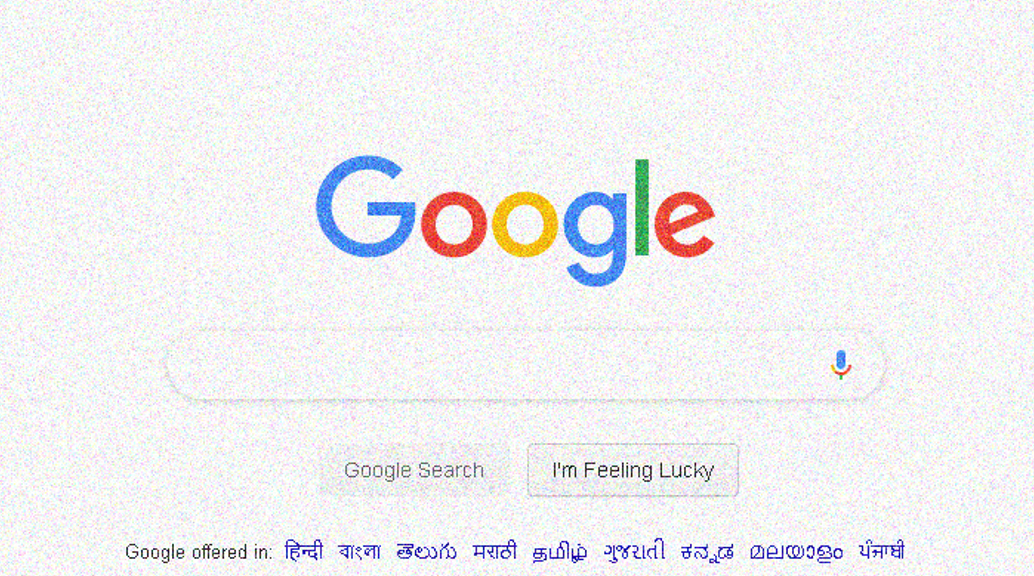 Google
Google Search I'm Feeling Lucky
Google offered in: हिन्दी বাংলা తెలుగు मराठी தமிழ் ગુજરાતી ಕನ್ನಡ മലയാളം ਪੰਜਾਬੀ